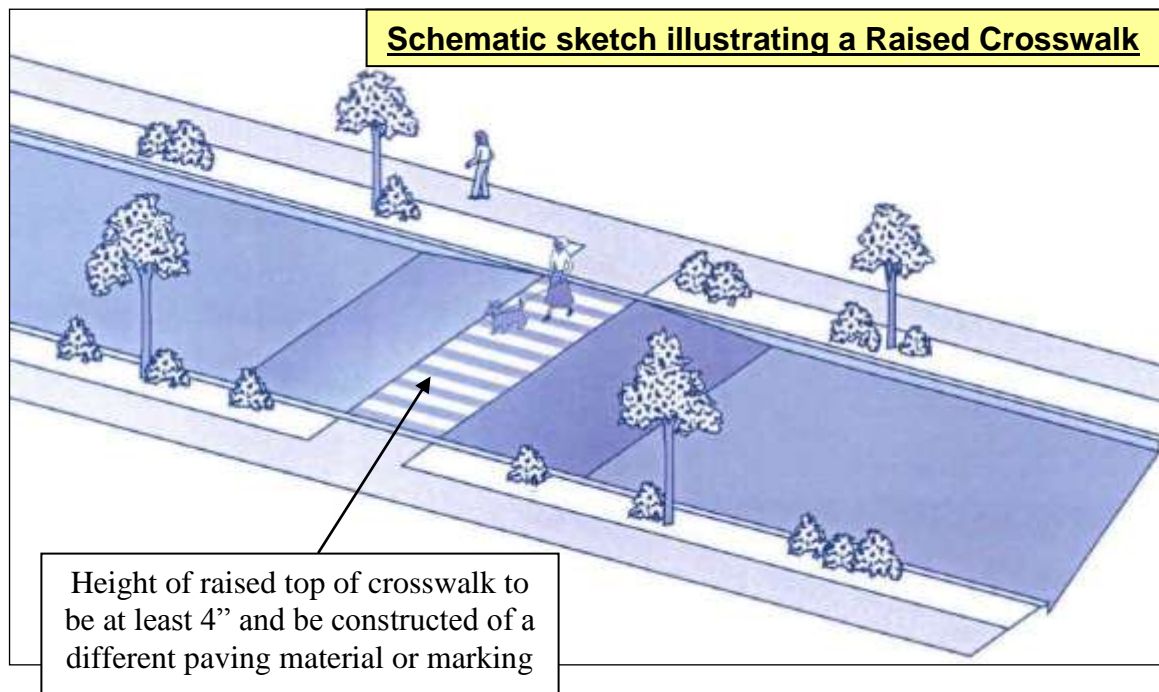 Schematic sketch illustrating a Raised Crosswalk
Height of raised top of crosswalk to
be at least 4” and be constructed of a
different paving material or marking